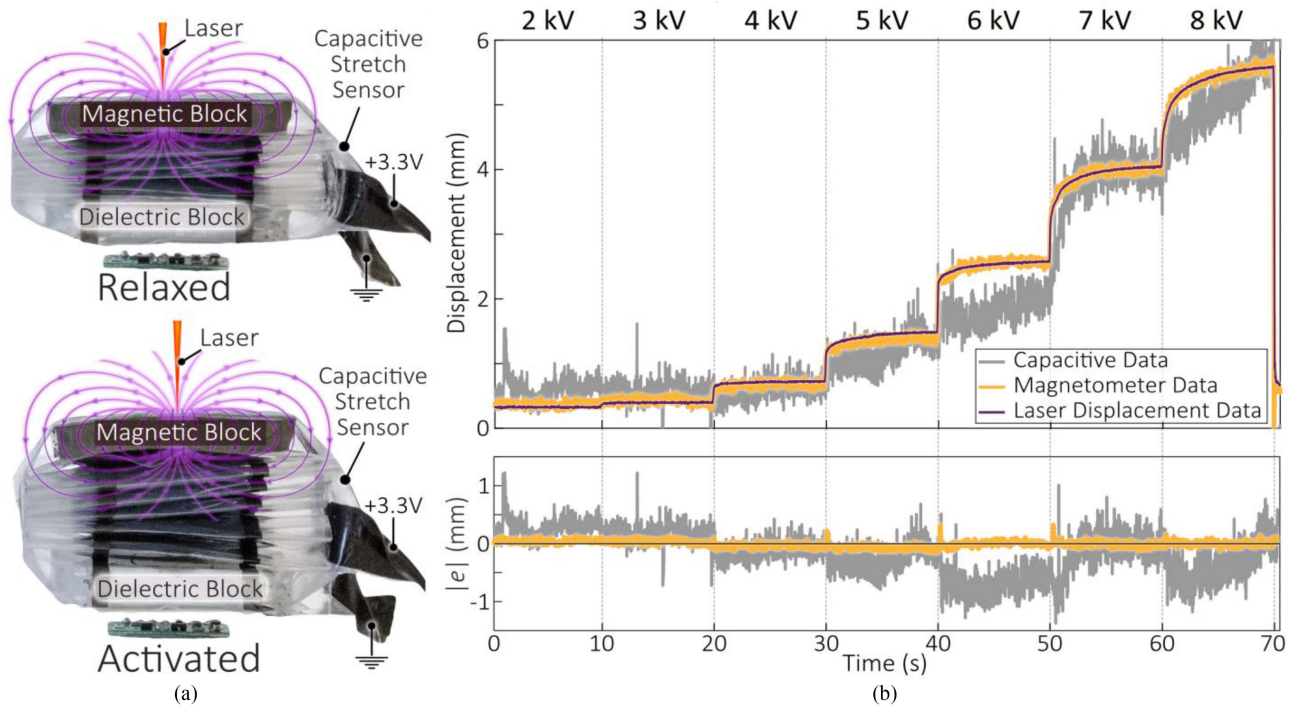 Laser
Capacitive
Stretch
Sensor
Magnetic Block
+3.3V
Dielectric Block
Relaxed
Laser
Capacitive
Stretch
Sensor
Magnetic Block
+3.3V
Dielectric Block
Activated
(a)
2 kV 3 kV 4 kV 5 kV 6 kV 7 kV 8 kV
6
4
2
0
Displacement (mm)
Capacitive Data
Magnetometer Data
Laser Displacement Data
1
0
-1
|e| (mm)
0 10 20 30 40 50 60 70
Time (s)
(b)